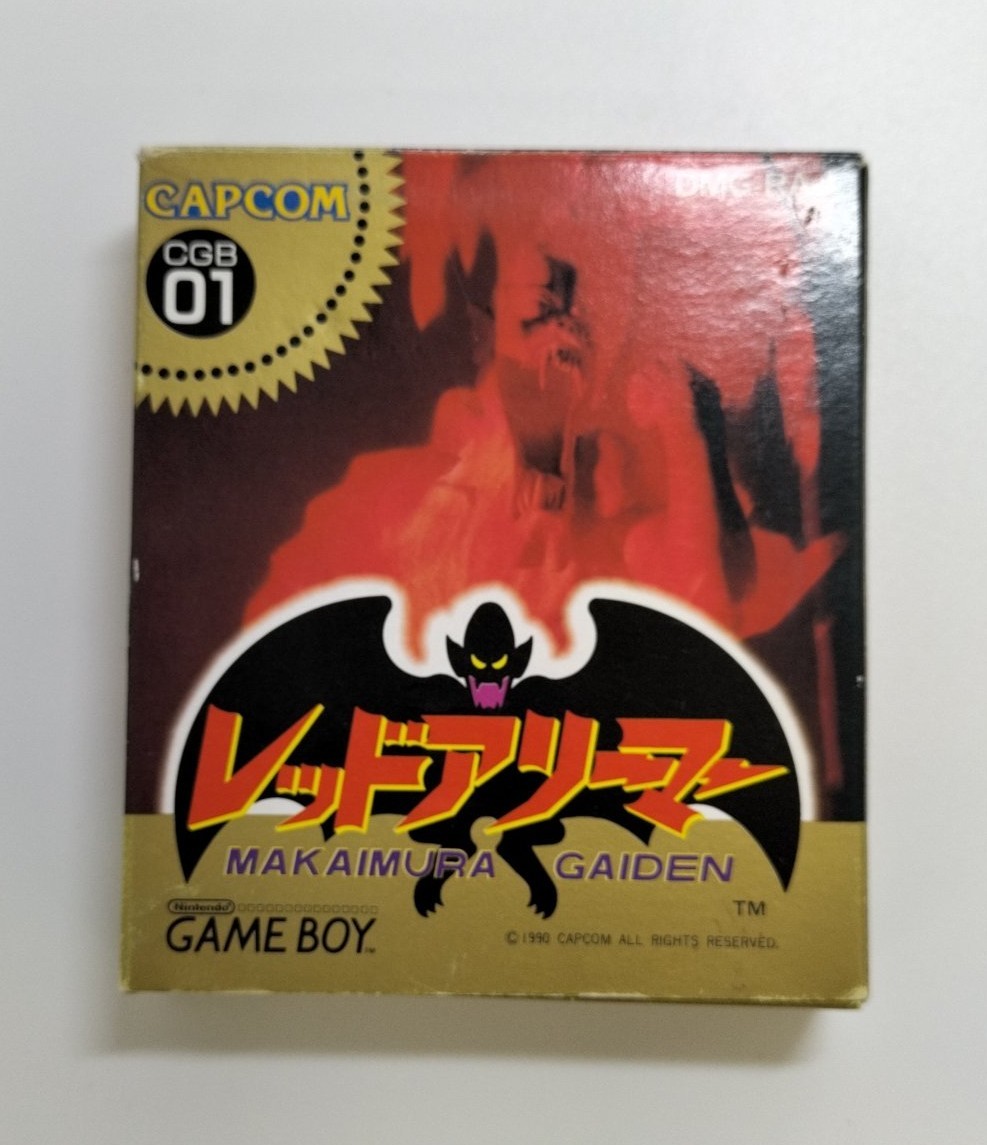 CAPCOM
CGB
01
レッドアリーマー
MAKAIMURA GAIDEN
TM
Nintendo
GAME BOY TM
©1990 CAPCOM ALL RIGHTS RESERVED.